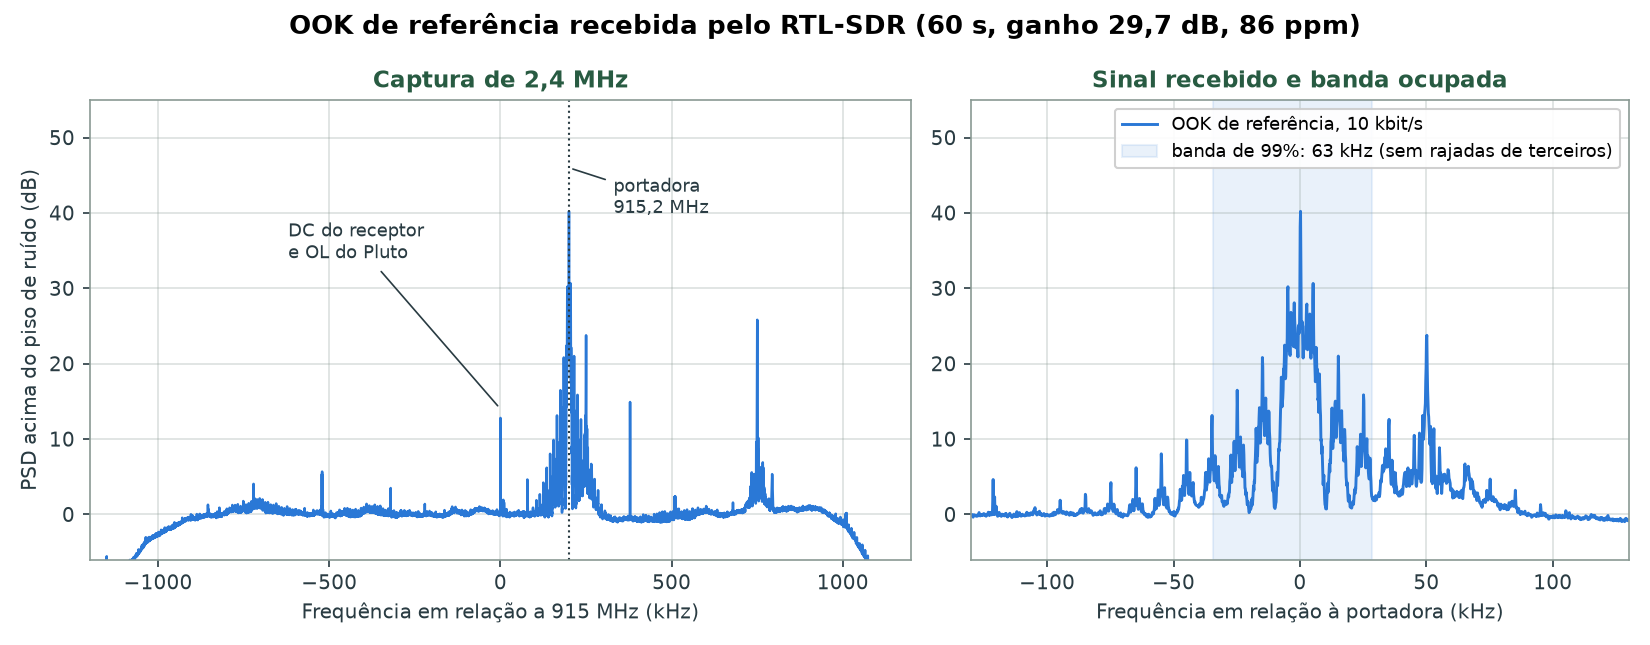 OOK de referência recebida pelo RTL-SDR (60 s, ganho 29,7 dB, 86 ppm)
Captura de 2,4 MHz
PSD acima do piso de ruído (dB)
50
40
30
20
10
0
DC do receptor
e OL do Pluto
portadora
915,2 MHz
−1000
−500
0
500
1000
Frequência em relação a 915 MHz (kHz)
Sinal recebido e banda ocupada
OOK de referência, 10 kbit/s
banda de 99%: 63 kHz (sem rajadas de terceiros)
50
40
30
20
10
0
−100
−50
0
50
100
Frequência em relação à portadora (kHz)